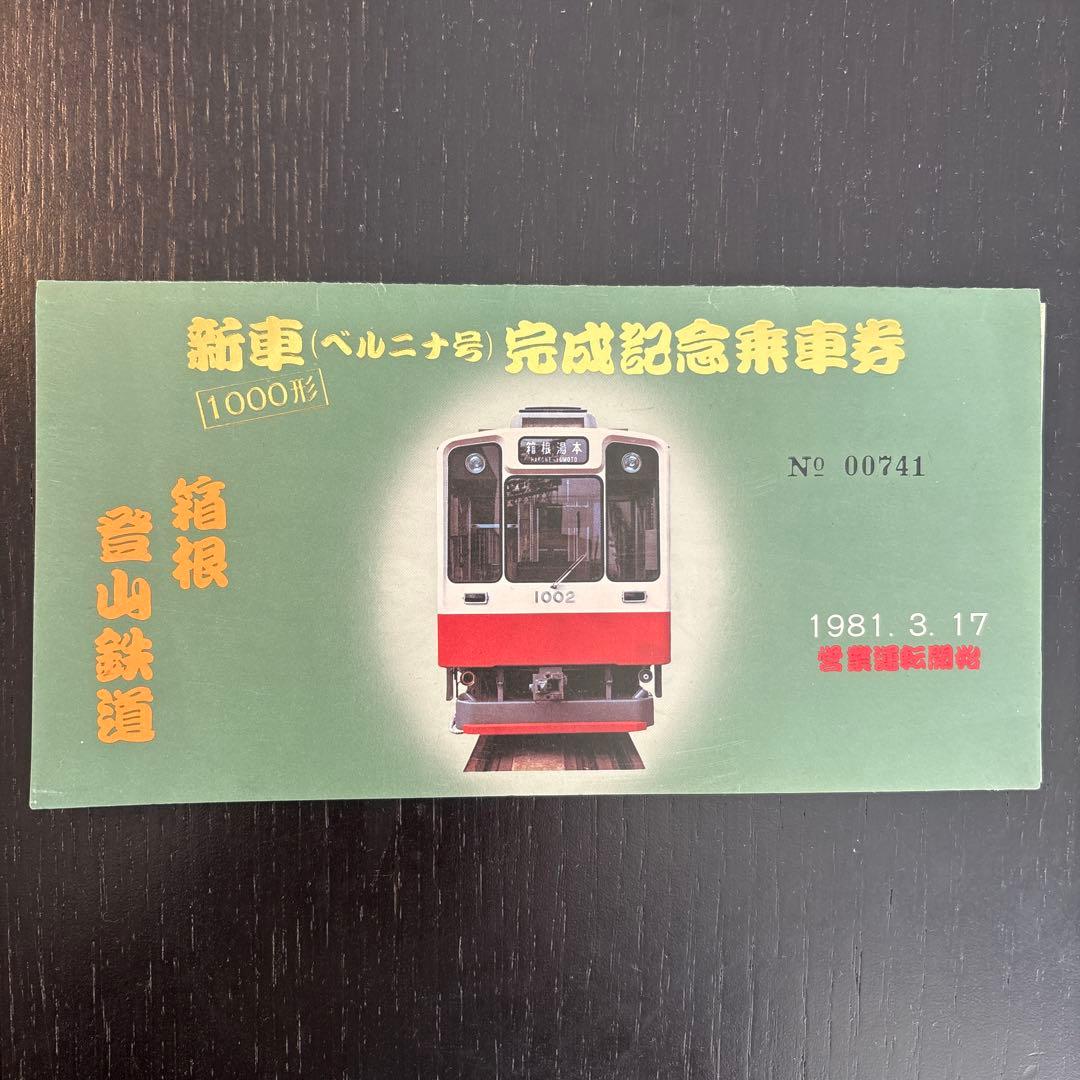 新車(ベルニナ号)完成記念乗車券
1000形
箱根
登山鉄道
箱根湯本
1002
№ 00741
1981.3.17
営業運転開始